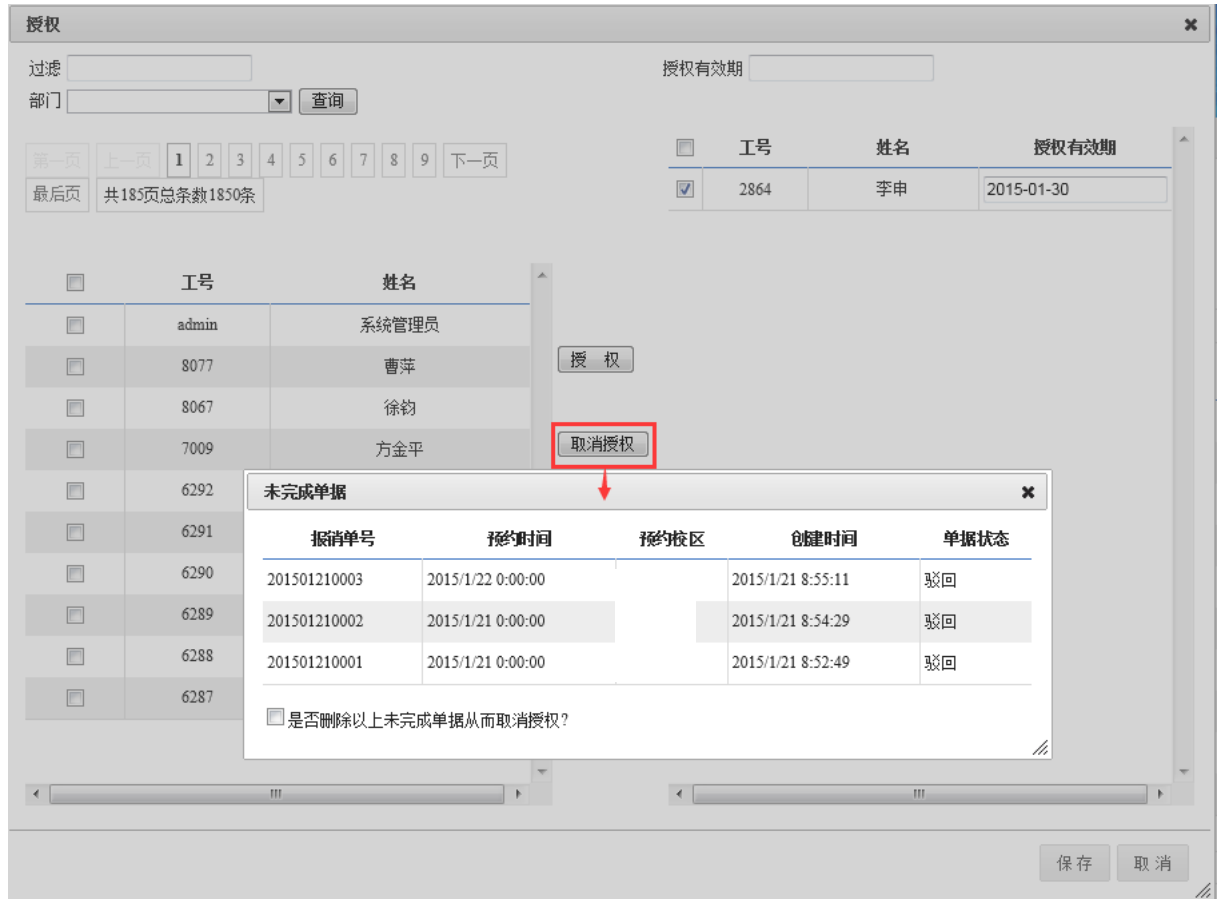 授权
过滤
部门 查询
授权有效期
第一页 上一页 1 2 3 4 5 6 7 8 9 下一页
最后页 共185页总条数1850条
工号 姓名
admin 系统管理员
8077 曹萍
8067 徐钧
7009 方金平
6292
6291
6290
6289
6288
6287
授 权
取消授权
工号 姓名 授权有效期
2864 李申 2015-01-30
未完成单据
报消单号 预约时间 预约校区 创建时间 单据状态
201501210003 2015/1/22 0:00:00 2015/1/21 8:55:11 驳回
201501210002 2015/1/21 0:00:00 2015/1/21 8:54:29 驳回
201501210001 2015/1/21 0:00:00 2015/1/21 8:52:49 驳回
是否删除以上未完成单据从而取消授权?
保存 取消